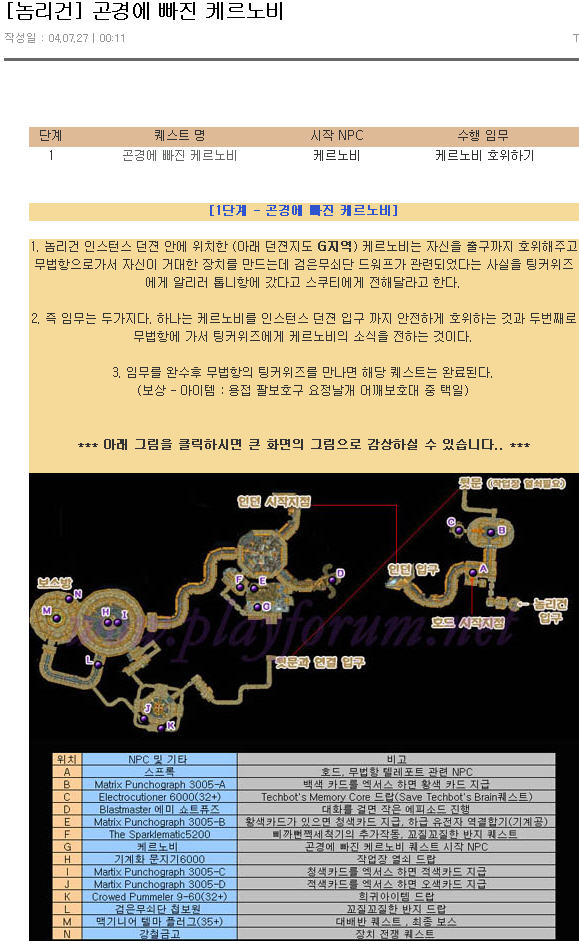 [놈리건] 곤경에 빠진 케르노비
작성일 : 04.07.27 | 00:11
단계 퀘스트 명 시작 NPC 수행 임무
1 곤경에 빠진 케르노비 케르노비 케르노비 호위하기
[1단계 - 곤경에 빠진 케르노비]
1. 놈리건 인스턴스 던젼 안에 위치한 (아래 던젼지도 G지역) 케르노비는 자신을 출구까지 호위해주고
무법항으로가서 자신이 거대한 장치를 만드는데 검은무쇠단 드워프가 관련되었다는 사실을 팅커위즈
에게 알리러 톱니항에 갔다고 스쿠티에게 전해달라고 한다.
2. 즉 임무는 두가지다. 하나는 케르노비를 인스턴스 던젼 입구 까지 안전하게 호위하는 것과 두번째로
무법항에 가서 팅커위즈에게 케르노비의 소식을 전하는 것이다.
3. 임무를 완수후 무법항의 팅커위즈를 만나면 해당 퀘스트는 완료된다.
(보상 - 아이템 : 용접 팔보호구 요정날개 어깨보호대 중 택일)
*** 아래 그림을 클릭하시면 큰 화면의 그림으로 감상하실 수 있습니다.. ***
뒷문 (작업장 열쇠필요)
인던 시작지점
C
B
인던 입구
A
F
E
D
G
보스방
N
M
H
I
호드 시작지점
놈리건
입구
www.playforum.net
L
뒷문과 연결 입구
J
K
위치 NPC 및 기타 비고
A 스프록 호드, 무법항 텔레포트 관련 NPC
B Matrix Punchograph 3005-A 백색 카드를 엑서스 하면 황색 카드 지급
C Electrocutioner 6000(32+) Techbot's Memory Core 드랍(Save Techbot's Brain퀘스트)
D Blastmaster 에미 쇼트퓨즈 대화를 걸면 작은 에피소드 진행
E Matrix Punchograph 3005-B 황색카드가 있으면 청색카드 지급, 하급 유전자 역결합기(기계공)
F The Sparklematic5200 삐까뻔쩍세척기의 추가작동, 꼬질꼬질한 반지 퀘스트
G 케르노비 곤경에 빠진 케르노비 퀘스트 시작 NPC
H 기계화 문지기6000 작업장 열쇠 드랍
I Martix Punchograph 3005-C 청색카드를 엑서스 하면 적색카드 지급
J Matrix Punchograph 3005-D 적색카드를 엑서스 하면 오색카드 지급
K Crowed Pummeler 9-60(32+) 희귀아이템 드랍
L 검은무쇠단 첩보원 꼬질꼬질한 반지 드랍
M 맥기니어 텔마 플러그(35+) 대배반 퀘스트, 최종 보스
N 강철금고 장치 전쟁 퀘스트